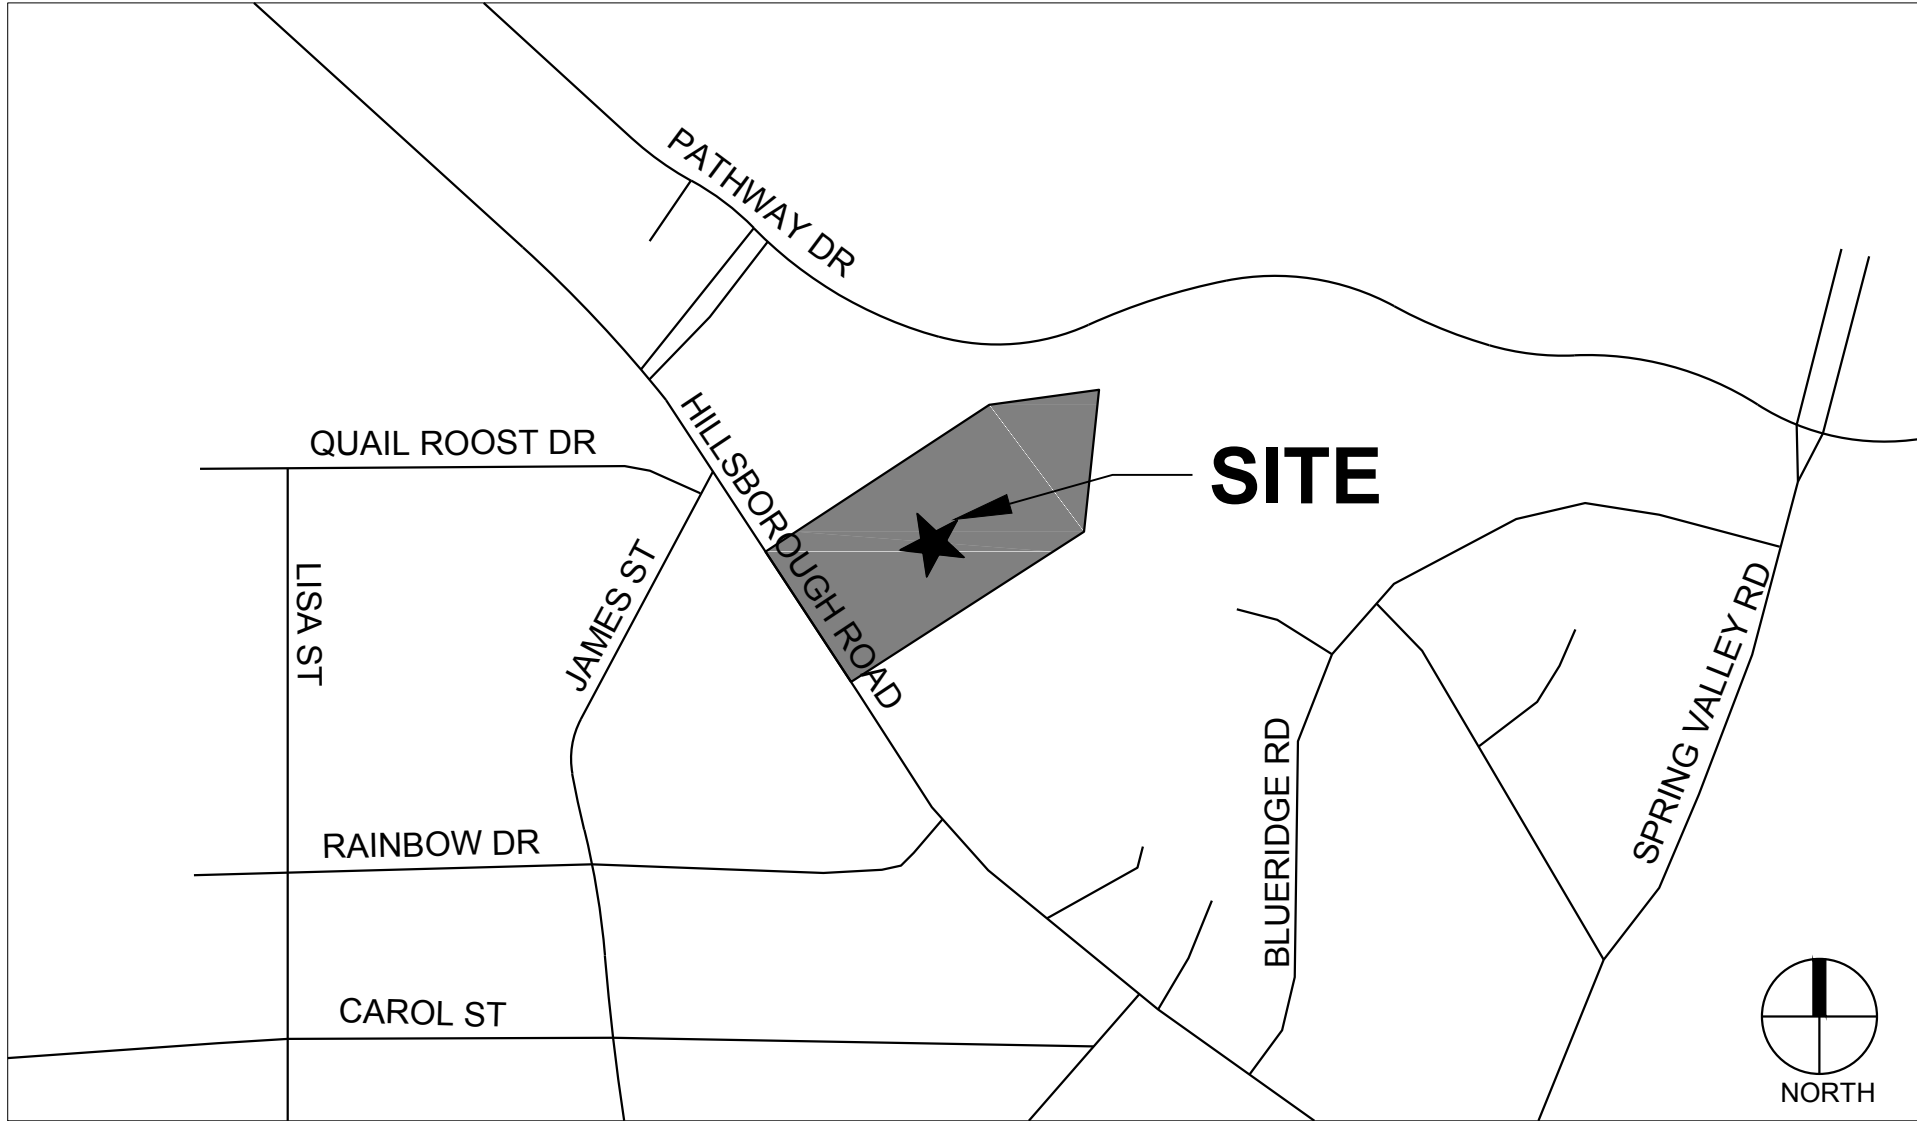 PATHWAY DR
HILLSBOROUGH ROAD
QUAIL ROOST DR
SITE
LISA ST
JAMES ST
SPRING VALLEY RD
BLUERIDGE RD
RAINBOW DR
CAROL ST
NORTH